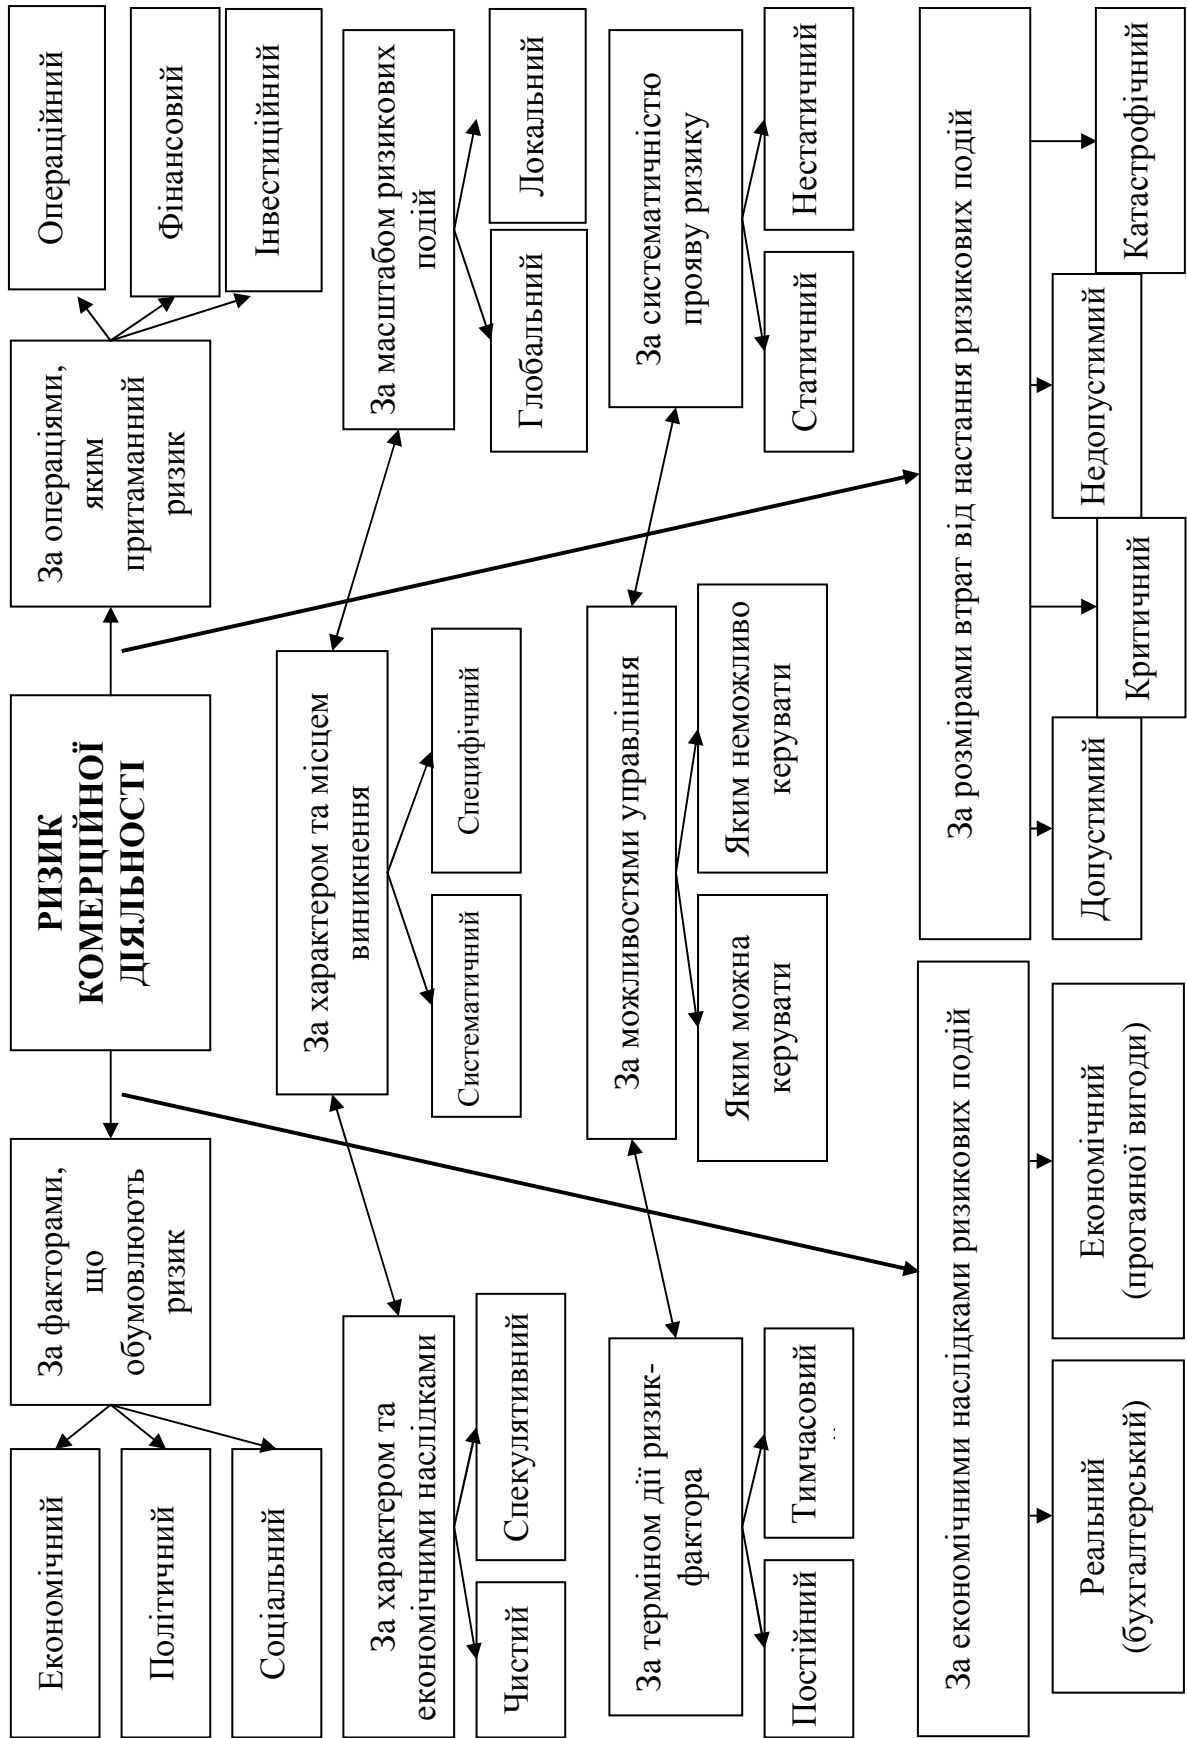 РИЗИК
КОМЕРЦІЙНОЇ
ДІЯЛЬНОСТІ
За факторами,
що
обумовлюють
ризик
Економічний
Політичний
Соціальний
За операціями,
яким
притаманний
ризик
Операційний
Фінансовий
Інвестиційний
За характером та
економічними наслідками
Чистий
Спекулятивний
За характером та місцем
виникнення
Систематичний
Специфічний
За масштабом ризикових
подій
Глобальний
Локальний
За терміном дії ризик-
фактора
Постійний
Тимчасовий
За можливостями управління
Яким можна
керувати
Яким неможливо
керувати
За систематичністю
прояву ризику
Статичний
Нестатичний
За економічними наслідками ризикових подій
Реальний
(бухгалтерський)
Економічний
(прогаяної вигоди)
За розмірами втрат від настання ризикових подій
Допустимий
Критичний
Недопустимий
Катастрофічний